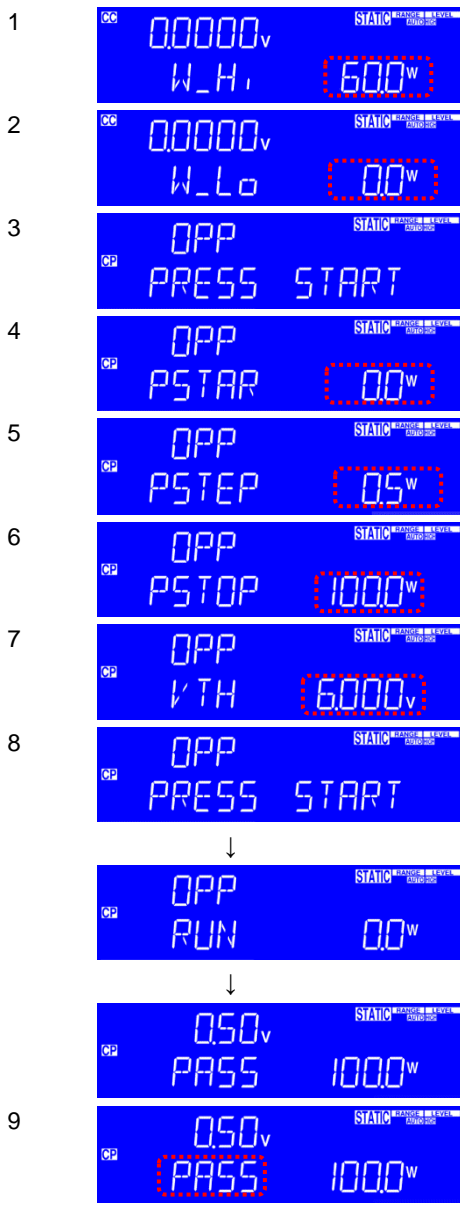 1 CC 0.0000v STATIC RANGE LEVEL
AUTO HIGH
W_Hi 60.0W
2 CC 0.0000v STATIC RANGE LEVEL
AUTO HIGH
W_Lo 0.0W
3 OPP STATIC RANGE LEVEL
AUTO HIGH
CP
PRESS START
4 OPP STATIC RANGE LEVEL
AUTO HIGH
CP
PSTAR 0.0W
5 OPP STATIC RANGE LEVEL
AUTO HIGH
CP
PSTEP 0.5W
6 OPP STATIC RANGE LEVEL
AUTO HIGH
CP
PSTOP 100.0W
7 OPP STATIC RANGE LEVEL
AUTO HIGH
CP
VTH 6.000v
8 OPP STATIC RANGE LEVEL
AUTO HIGH
CP
PRESS START
↓
OPP STATIC RANGE LEVEL
AUTO HIGH
CP
RUN 0.0W
↓
0.50v STATIC RANGE LEVEL
AUTO HIGH
CP
PASS 100.0W
9 0.50v STATIC RANGE LEVEL
AUTO HIGH
CP
PASS 100.0W